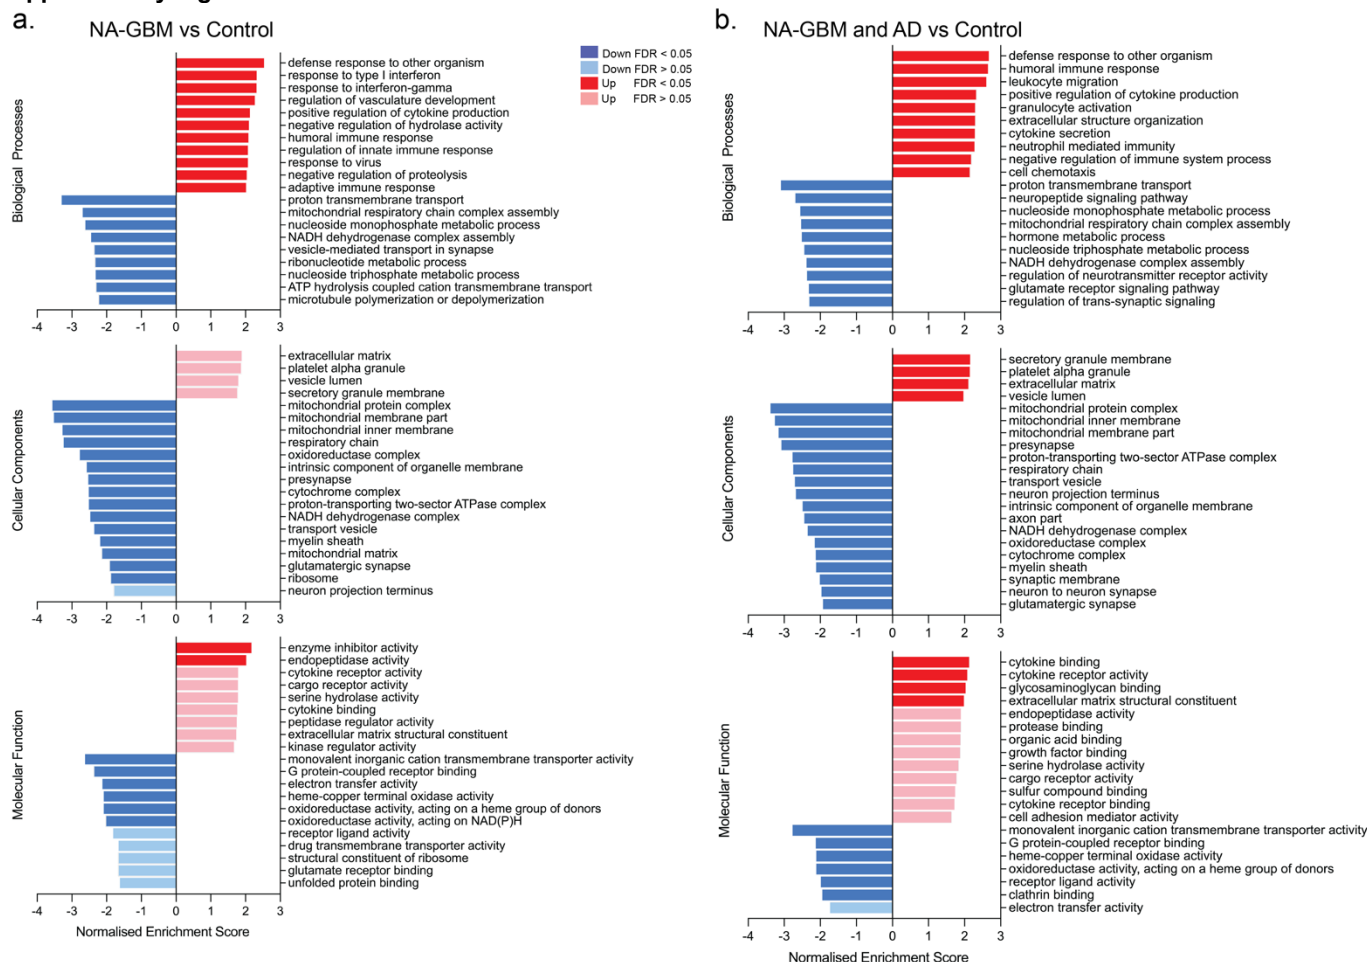 a.
NA-GBM vs Control
Down FDR < 0.05
Down FDR > 0.05
Up FDR < 0.05
Up FDR > 0.05
Biological Processes
defense response to other organism
response to type I interferon
response to interferon-gamma
regulation of vasculature development
positive regulation of cytokine production
negative regulation of hydrolase activity
humoral immune response
regulation of innate immune response
response to virus
negative regulation of proteolysis
adaptive immune response
proton transmembrane transport
mitochondrial respiratory chain complex assembly
nucleoside monophosphate metabolic process
NADH dehydrogenase complex assembly
vesicle-mediated transport in synapse
ribonucleotide metabolic process
nucleoside triphosphate metabolic process
ATP hydrolysis coupled cation transmembrane transport
microtubule polymerization or depolymerization
-4 -3 -2 -1 0 1 2 3
Cellular Components
extracellular matrix
platelet alpha granule
vesicle lumen
secretory granule membrane
mitochondrial protein complex
mitochondrial membrane part
mitochondrial inner membrane
respiratory chain
oxidoreductase complex
intrinsic component of organelle membrane
presynapse
cytochrome complex
proton-transporting two-sector ATPase complex
NADH dehydrogenase complex
transport vesicle
myelin sheath
mitochondrial matrix
glutamatergic synapse
ribosome
neuron projection terminus
-4 -3 -2 -1 0 1 2 3
Molecular Function
enzyme inhibitor activity
endopeptidase activity
cytokine receptor activity
cargo receptor activity
serine hydrolase activity
cytokine binding
peptidase regulator activity
extracellular matrix structural constituent
kinase regulator activity
monovalent inorganic cation transmembrane transporter activity
G protein-coupled receptor binding
electron transfer activity
heme-copper terminal oxidase activity
oxidoreductase activity, acting on a heme group of donors
oxidoreductase activity, acting on NAD(P)H
receptor ligand activity
drug transmembrane transporter activity
structural constituent of ribosome
glutamate receptor binding
unfolded protein binding
-4 -3 -2 -1 0 1 2 3
Normalised Enrichment Score
b.
NA-GBM and AD vs Control
Biological Processes
defense response to other organism
humoral immune response
leukocyte migration
positive regulation of cytokine production
granulocyte activation
extracellular structure organization
cytokine secretion
neutrophil mediated immunity
negative regulation of immune system process
cell chemotaxis
proton transmembrane transport
neuropeptide signaling pathway
nucleoside monophosphate metabolic process
mitochondrial respiratory chain complex assembly
hormone metabolic process
nucleoside triphosphate metabolic process
NADH dehydrogenase complex assembly
regulation of neurotransmitter receptor activity
glutamate receptor signaling pathway
regulation of trans-synaptic signaling
-4 -3 -2 -1 0 1 2 3
Cellular Components
secretory granule membrane
platelet alpha granule
extracellular matrix
vesicle lumen
mitochondrial protein complex
mitochondrial inner membrane
mitochondrial membrane part
presynapse
proton-transporting two-sector ATPase complex
respiratory chain
transport vesicle
neuron projection terminus
intrinsic component of organelle membrane
axon part
NADH dehydrogenase complex
oxidoreductase complex
cytochrome complex
myelin sheath
synaptic membrane
neuron to neuron synapse
glutamatergic synapse
-4 -3 -2 -1 0 1 2 3
Molecular Function
cytokine binding
cytokine receptor activity
glycosaminoglycan binding
extracellular matrix structural constituent
endopeptidase activity
protease binding
organic acid binding
growth factor binding
serine hydrolase activity
cargo receptor activity
sulfur compound binding
cytokine receptor binding
cell adhesion mediator activity
monovalent inorganic cation transmembrane transporter activity
G protein-coupled receptor binding
heme-copper terminal oxidase activity
oxidoreductase activity, acting on a heme group of donors
receptor ligand activity
clathrin binding
electron transfer activity
-4 -3 -2 -1 0 1 2 3
Normalised Enrichment Score